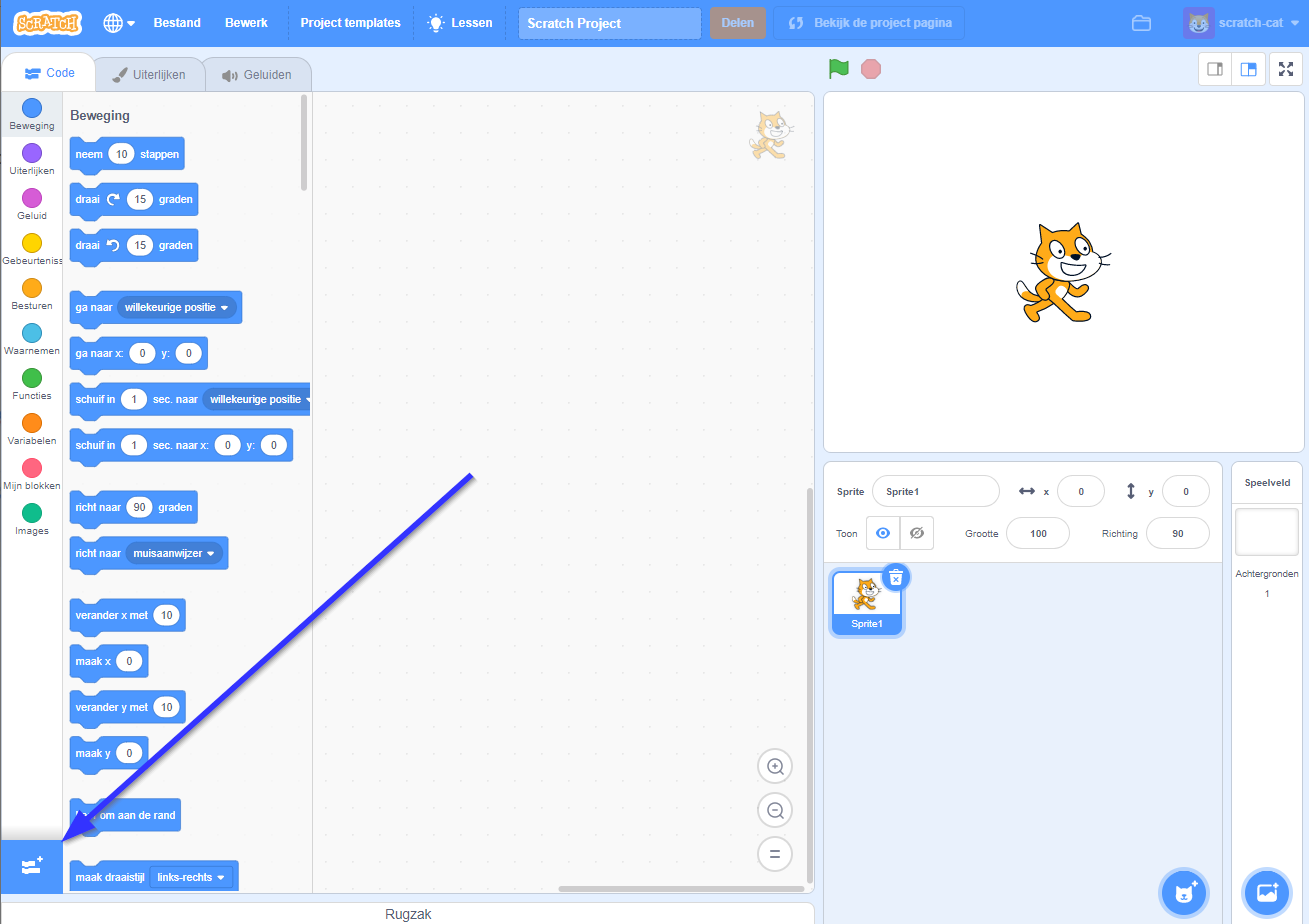 SCRATCH Bestand Bewerk Project templates Lessen Scratch Project Delen Bekijk de project pagina scratch-cat
Code Uiterlijken Geluiden
Beweging
Uiterlijken
Geluid
Gebeurteniss
Besturen
Waarnemen
Functies
Variabelen
Mijn blokken
Images
Beweging
neem 10 stappen
draai 15 graden
draai 15 graden
ga naar willekeurige positie
ga naar x: 0 y: 0
schuif in 1 sec. naar willekeurige positie
schuif in 1 sec. naar x: 0 y: 0
richt naar 90 graden
richt naar muisaanwijzer
verander x met 10
maak x 0
verander y met 10
maak y 0
om aan de rand
maak draaistijl links-rechts
Rugzak
Sprite Sprite1 x 0 y 0
Toon Grootte 100 Richting 90
Sprite1
Speelveld
Achtergronden
1